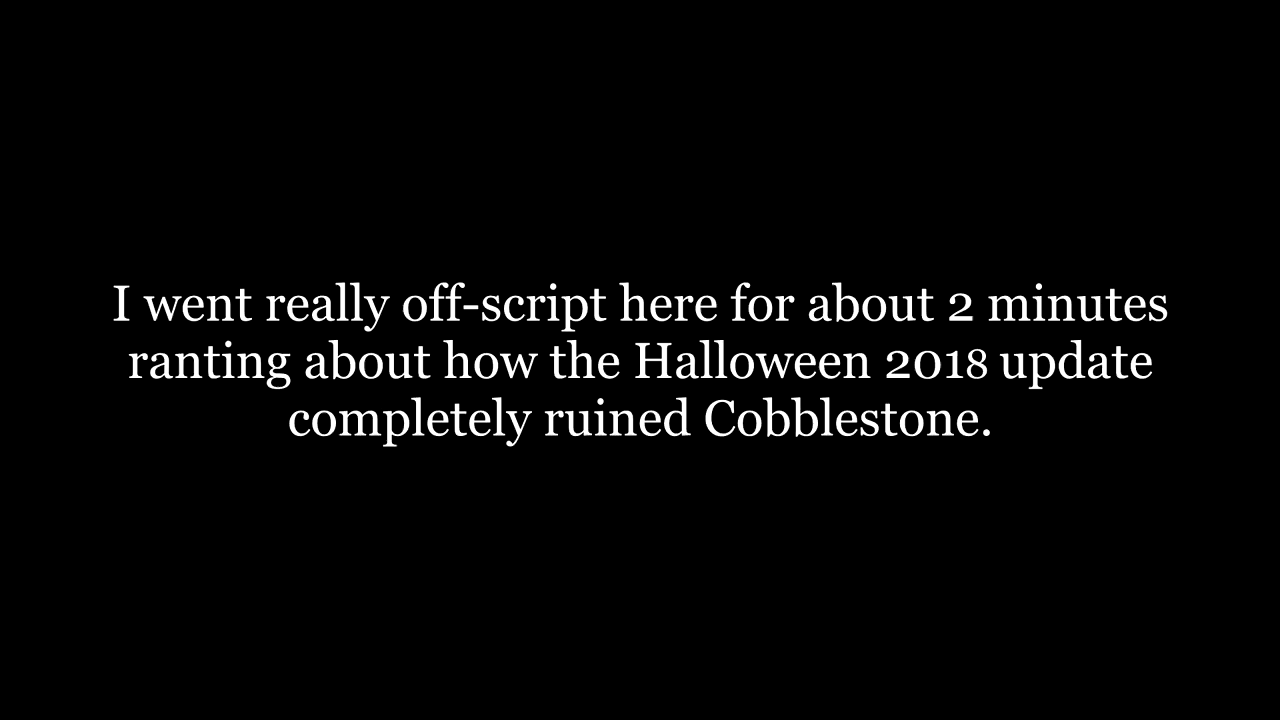 I went really off-script here for about 2 minutes
ranting about how the Halloween 2018 update
completely ruined Cobblestone.